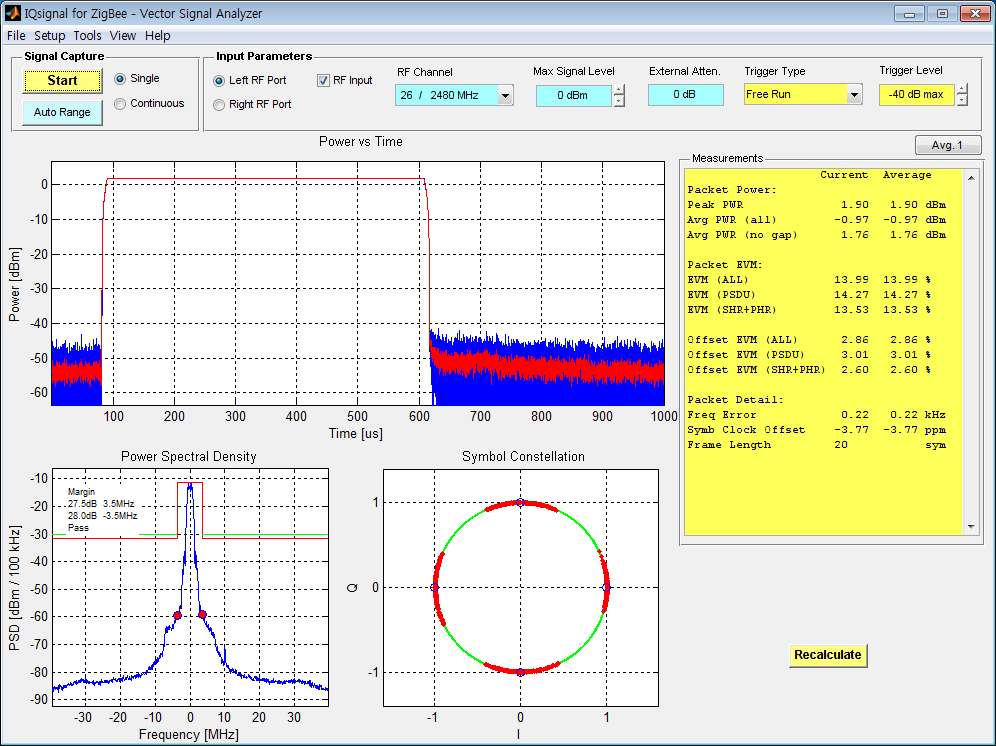 IQsignal for ZigBee - Vector Signal Analyzer
File Setup Tools View Help
Signal Capture
Start
Single
Auto Range
Continuous
Input Parameters
Left RF Port
RF Input
Right RF Port
RF Channel
26 / 2480 MHz
Max Signal Level
0 dBm
External Atten.
0 dB
Trigger Type
Free Run
Trigger Level
-40 dB max
Avg. 1
Power vs Time
Power [dBm]
0
-10
-20
-30
-40
-50
-60
100 200 300 400 500 600 700 800 900 1000
Time [us]
Measurements
Current Average
Packet Power:
Peak PWR 1.90 1.90 dBm
Avg PWR (all) -0.97 -0.97 dBm
Avg PWR (no gap) 1.76 1.76 dBm
Packet EVM:
EVM (ALL) 13.99 13.99 %
EVM (PSDU) 14.27 14.27 %
EVM (SHR+PHR) 13.53 13.53 %
Offset EVM (ALL) 2.86 2.86 %
Offset EVM (PSDU) 3.01 3.01 %
Offset EVM (SHR+PHR) 2.60 2.60 %
Packet Detail:
Freq Error 0.22 0.22 kHz
Symb Clock Offset -3.77 -3.77 ppm
Frame Length 20 sym
Power Spectral Density
PSD [dBm / 100 kHz]
-10
-20
-30
-40
-50
-60
-70
-80
-90
Margin
27.5dB 3.5MHz
28.0dB -3.5MHz
Pass
-30 -20 -10 0 10 20 30
Frequency [MHz]
Symbol Constellation
Q
1
0
-1
-1 0 1
I
Recalculate